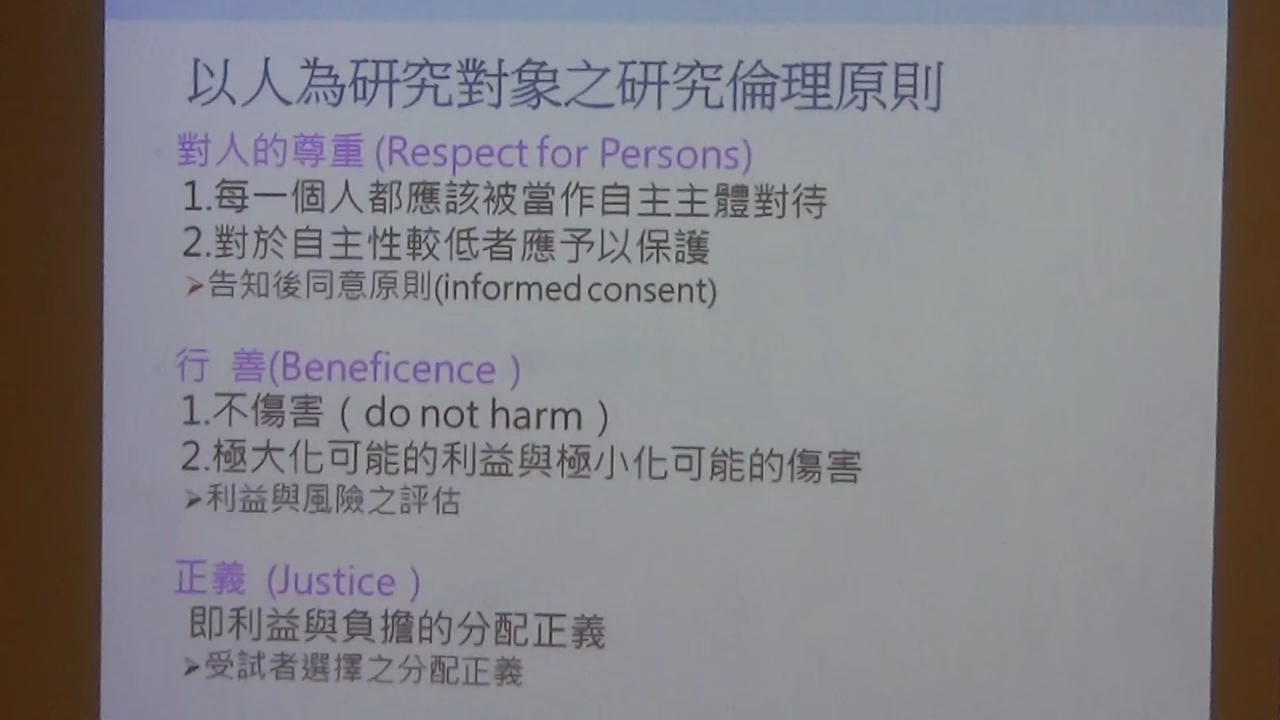 以人為研究對象之研究倫理原則
對人的尊重 (Respect for Persons)
1.每一個人都應該被當作自主主體對待
2.對於自主性較低者應予以保護
➢告知後同意原則(informed consent)
行 善(Beneficence )
1.不傷害 ( do not harm )
2.極大化可能的利益與極小化可能的傷害
➢利益與風險之評估
正義 (Justice )
即利益與負擔的分配正義
➢受試者選擇之分配正義